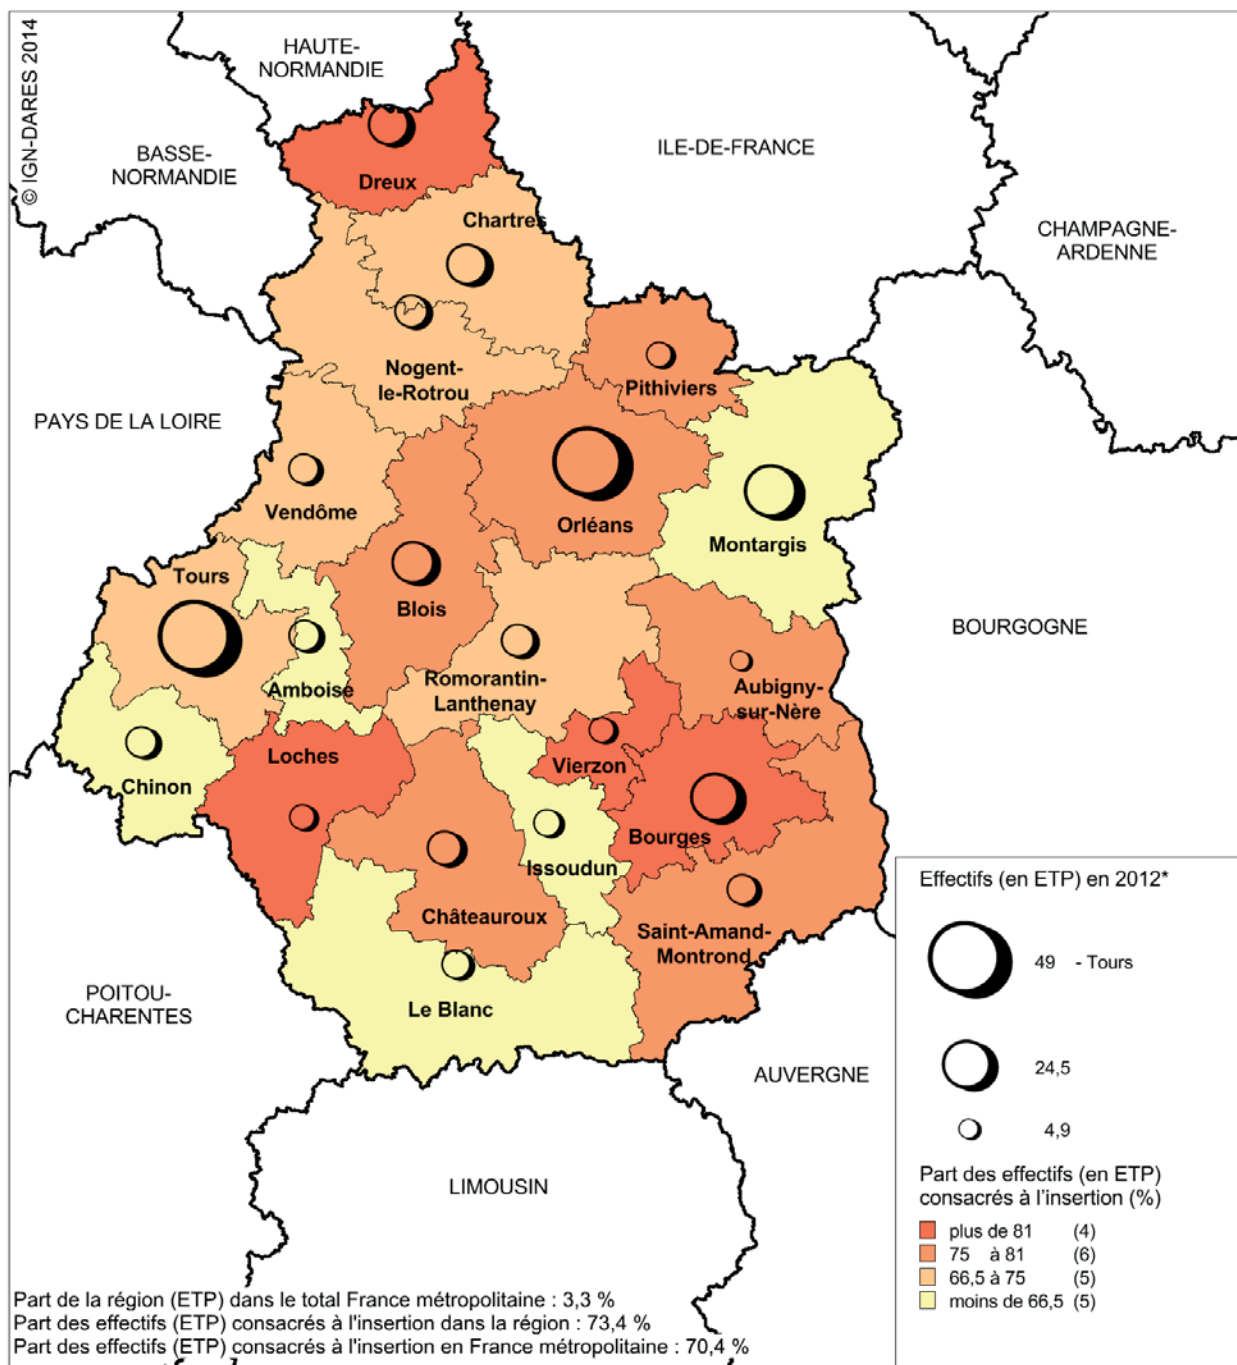 © IGN-DARES 2014
HAUTE-
NORMANDIE
BASSE-
NORMANDIE
ILE-DE-FRANCE
CHAMPAGNE-
ARDENNE
Dreux
Chartres
Nogent-
le-Rotrou
Pithiviers
PAYS DE LA LOIRE
Vendôme
Orléans
Montargis
Tours
Blois
BOURGOGNE
Amboise
Romorantin-
Lanthenay
Aubigny-
sur-Nère
Loches
Vierzon
Chinon
Bourges
Issoudun
Châteauroux
Saint-Amand-
Montrond
Le Blanc
POITOU-
CHARENTES
AUVERGNE
LIMOUSIN
Effectifs (en ETP) en 2012*
49 - Tours
24,5
4,9
Part des effectifs (en ETP)
consacrés à l'insertion (%)
plus de 81 (4)
75 à 81 (6)
66,5 à 75 (5)
moins de 66,5 (5)
Part de la région (ETP) dans le total France métropolitaine : 3,3 %
Part des effectifs (ETP) consacrés à l'insertion dans la région : 73,4 %
Part des effectifs (ETP) consacrés à l'insertion en France métropolitaine : 70,4 %